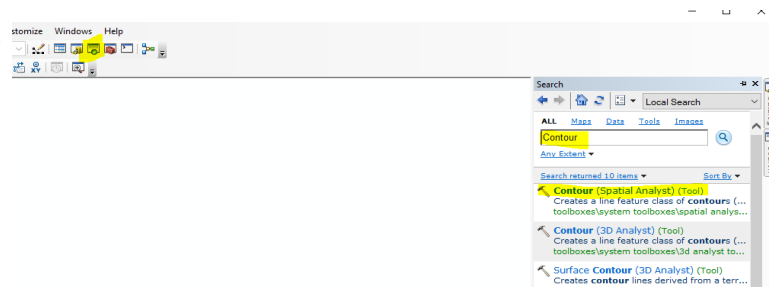 stomize Windows Help
Search
Local Search
ALL Maps Data Tools Images
Contour
Any Extent
Search returned 10 items Sort By
Contour (Spatial Analyst) (Tool)
Creates a line feature class of contours (...
toolboxes\system toolboxes\spatial analys...
Contour (3D Analyst) (Tool)
Creates a line feature class of contours (...
toolboxes\system toolboxes\3d analyst to...
Surface Contour (3D Analyst) (Tool)
Creates contour lines derived from a terr...